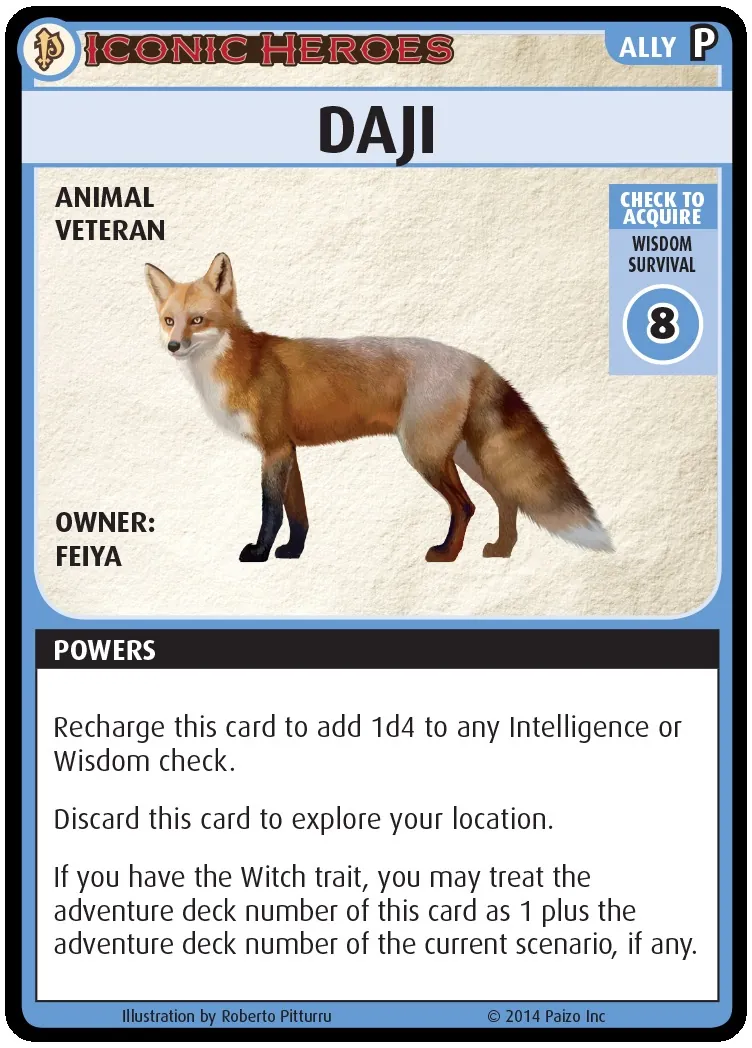 ICONIC HEROES
ALLY P
DAJI
ANIMAL
VETERAN
CHECK TO
ACQUIRE
WISDOM
SURVIVAL
8
OWNER:
FEIYA
POWERS
Recharge this card to add 1d4 to any Intelligence or
Wisdom check.
Discard this card to explore your location.
If you have the Witch trait, you may treat the
adventure deck number of this card as 1 plus the
adventure deck number of the current scenario, if any.
Illustration by Roberto Pitturru
© 2014 Paizo Inc